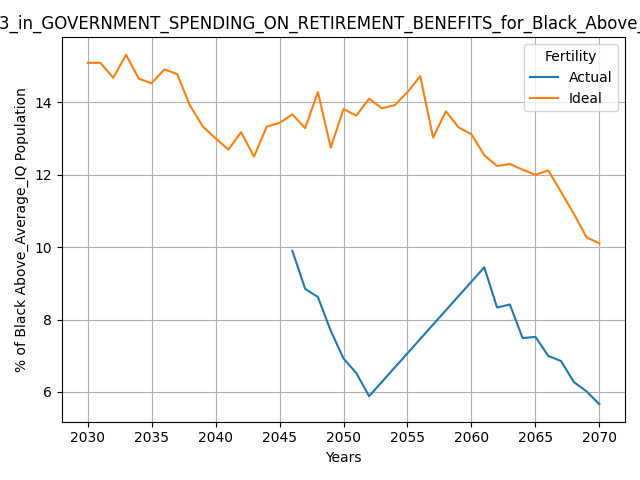 3_in_GOVERNMENT_SPENDING_ON_RETIREMENT_BENEFITS_for_Black_Above_
Fertility
Actual
Ideal
14
12
10
8
6
% of Black Above_Average_IQ Population
2030 2035 2040 2045 2050 2055 2060 2065 2070
Years